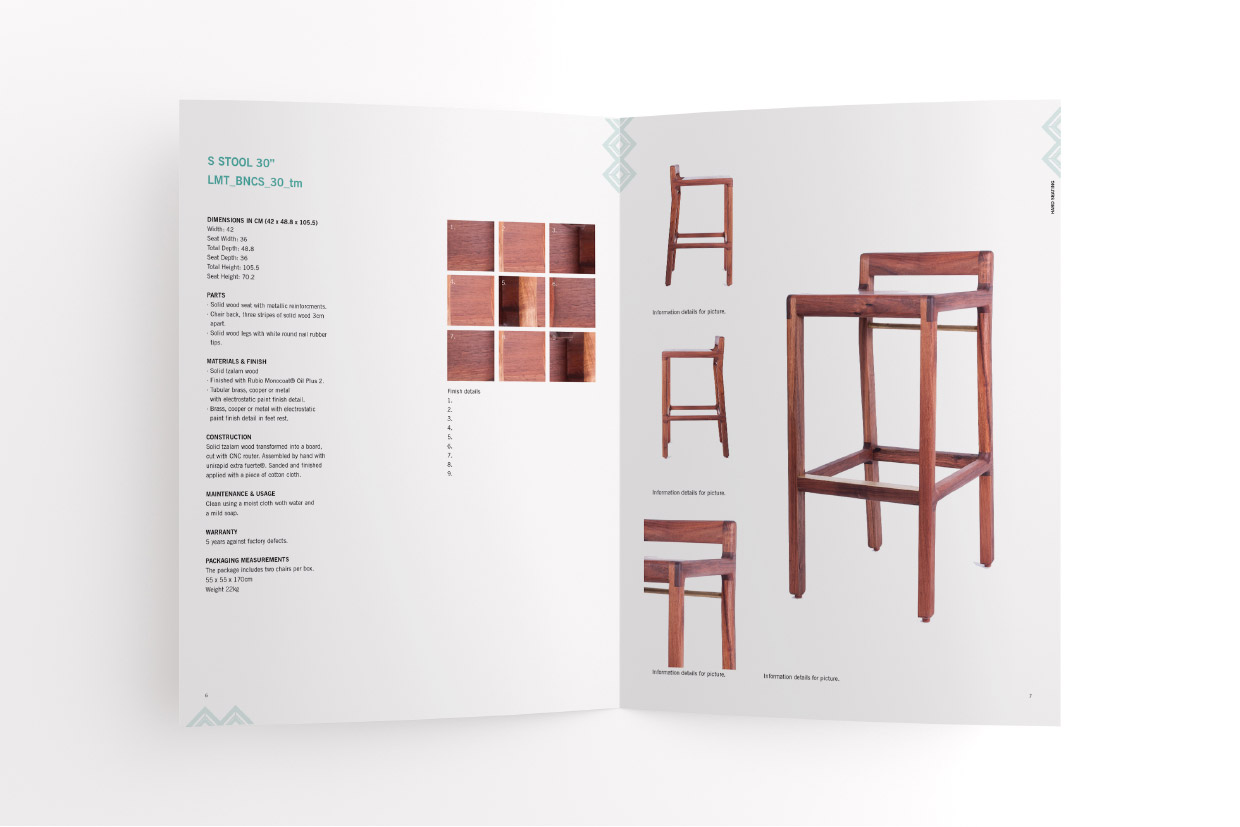 S STOOL 30”
LMT_BNCS_30_tm
DIMENSIONS IN CM (42 x 48.8 x 105.5)
Width: 42
Seat Width: 36
Total Depth: 48.8
Seat Depth: 36
Total Height: 105.5
Seat Height: 70.2
PARTS
· Solid wood seat with metallic reinforcments.
· Chair back, three stripes of solid wood 3cm
apart.
· Solid wood legs with white round nail rubber
tips.
MATERIALS & FINISH
· Solid tzalam wood
· Finished with Rubio Monocoat® Oil Plus 2.
· Tubular brass, cooper or metal
with electrostatic paint finish detail.
· Brass, cooper or metal with electrostatic
paint finish detail in feet rest.
CONSTRUCTION
Solid tzalam wood transformed into a board,
cut with CNC router. Assembled by hand with
unirapid extra fuerte®. Sanded and finished
applied with a piece of cotton cloth.
MAINTENANCE & USAGE
Clean using a moist cloth woth water and
a mild soap.
WARRANTY
5 years against factory defects.
PACKAGING MEASUREMENTS
The package includes two chairs per box.
55 x 55 x 170cm
Weight 22kg
6
1. 2. 3.
4. 5. 6.
7. 8.
Finish details
1.
2.
3.
4.
5.
6.
7.
8.
9.
Information details for picture.
Information details for picture.
Information details for picture.
Information details for picture.
HAND SEATING
7